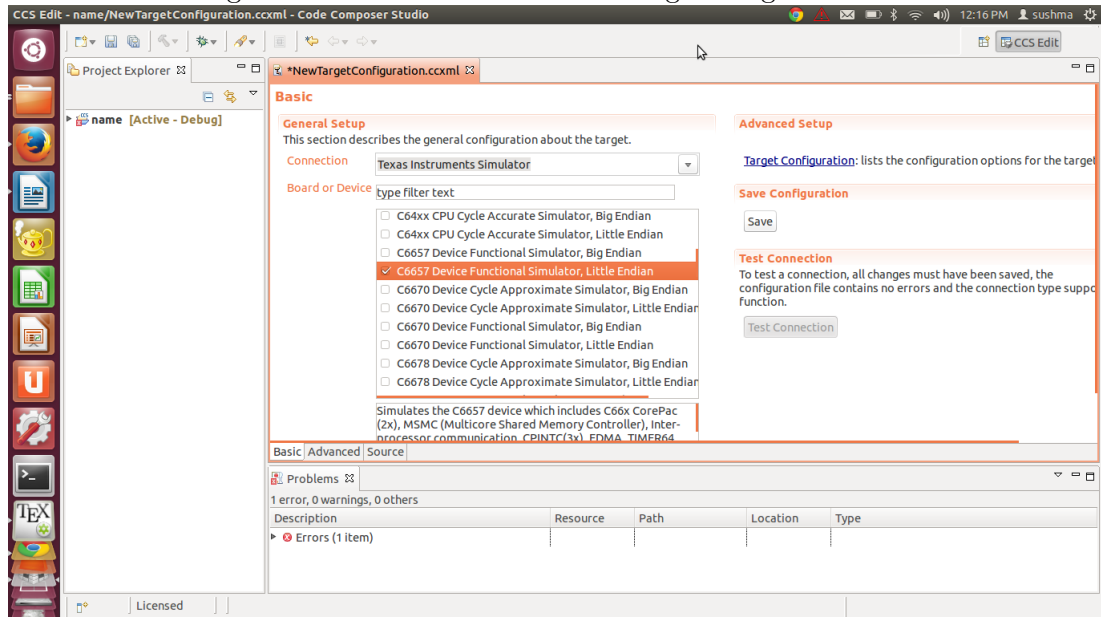 CCS Edit - name/NewTargetConfiguration.ccxml - Code Composer Studio
12:16 PM
sushma
CCS Edit
Project Explorer
*NewTargetConfiguration.ccxml
name [Active - Debug]
Basic
General Setup
This section describes the general configuration about the target.
Connection
Texas Instruments Simulator
Board or Device
type filter text
C64xx CPU Cycle Accurate Simulator, Big Endian
C64xx CPU Cycle Accurate Simulator, Little Endian
C6657 Device Functional Simulator, Big Endian
C6657 Device Functional Simulator, Little Endian
C6670 Device Cycle Approximate Simulator, Big Endian
C6670 Device Cycle Approximate Simulator, Little Endian
C6670 Device Functional Simulator, Big Endian
C6670 Device Functional Simulator, Little Endian
C6678 Device Cycle Approximate Simulator, Big Endian
C6678 Device Cycle Approximate Simulator, Little Endian
Simulates the C6657 device which includes C66x CorePac
(2x), MSMC (Multicore Shared Memory Controller), Inter-
processor communication, CPINTC(3x), EDMA, TIMER64
Advanced Setup
Target Configuration: lists the configuration options for the target
Save Configuration
Save
Test Connection
To test a connection, all changes must have been saved, the
configuration file contains no errors and the connection type suppo
function.
Test Connection
Basic Advanced Source
Problems
1 error, 0 warnings, 0 others
Description Resource Path Location Type
Errors (1 item)
Licensed
TEX